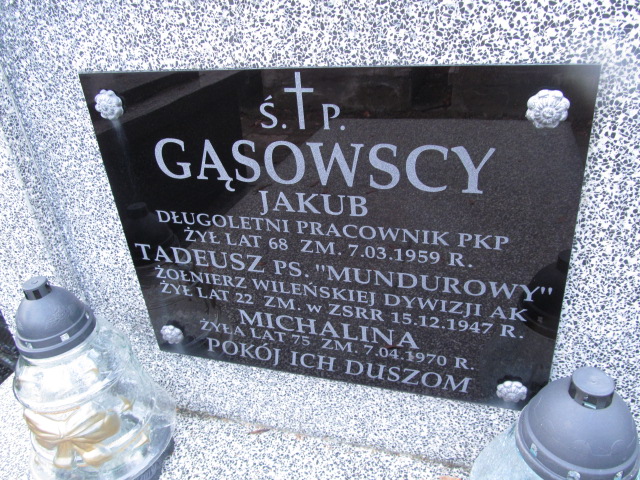 Ś. P.
GĄSOWSCY
JAKUB
DŁUGOLETNI PRACOWNIK PKP
ŻYŁ LAT 68 ZM. 7.03.1959 R.
TADEUSZ PS. "MUNDUROWY"
ŻOŁNIERZ WILEŃSKIEJ DYWIZJI AK
ŻYŁ LAT 22 ZM. W ZSRR 15.12.1947 R.
MICHALINA
ŻYŁA LAT 75 ZM. 7.04.1970 R.
POKÓJ ICH DUSZOM